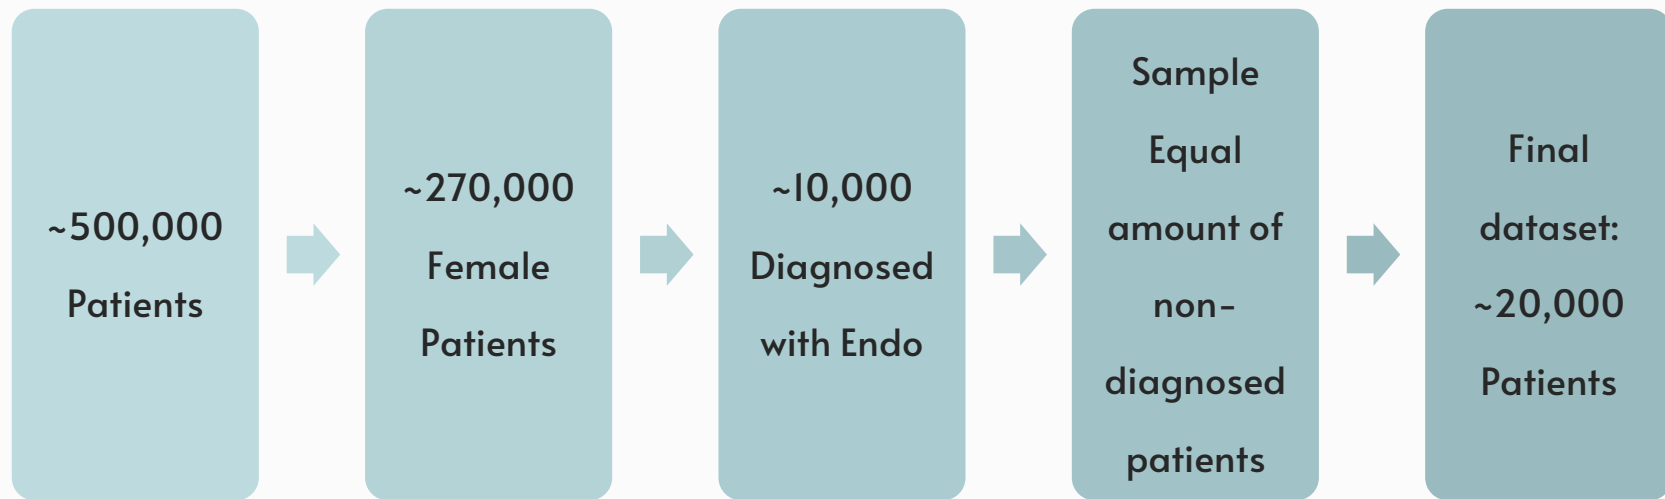 ~500,000
Patients
~270,000
Female
Patients
~10,000
Diagnosed
with Endo
Sample
Equal
amount of
non-
diagnosed
patients
Final
dataset:
~20,000
Patients